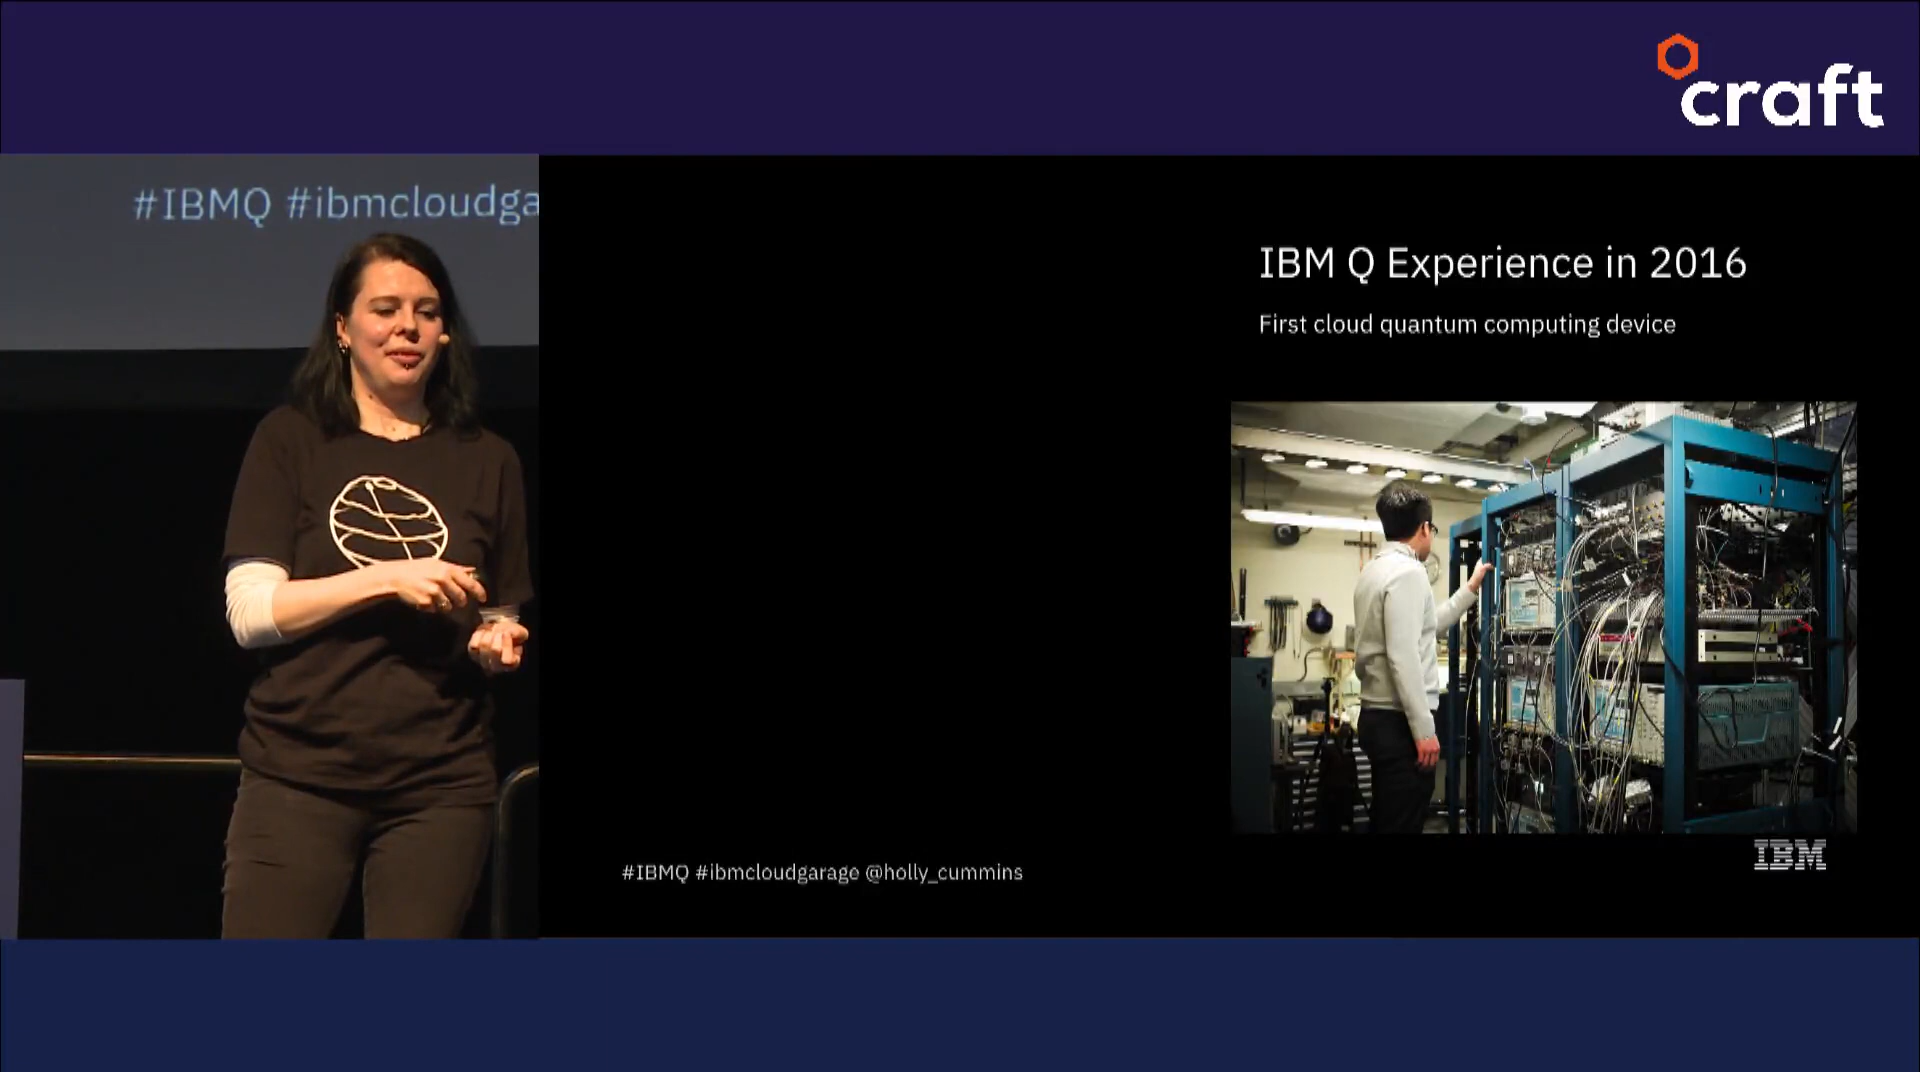 craft
#IBMQ #ibmcloudga
IBM Q Experience in 2016
First cloud quantum computing device
IBM
#IBMQ #ibmcloudgarage @holly_cummins